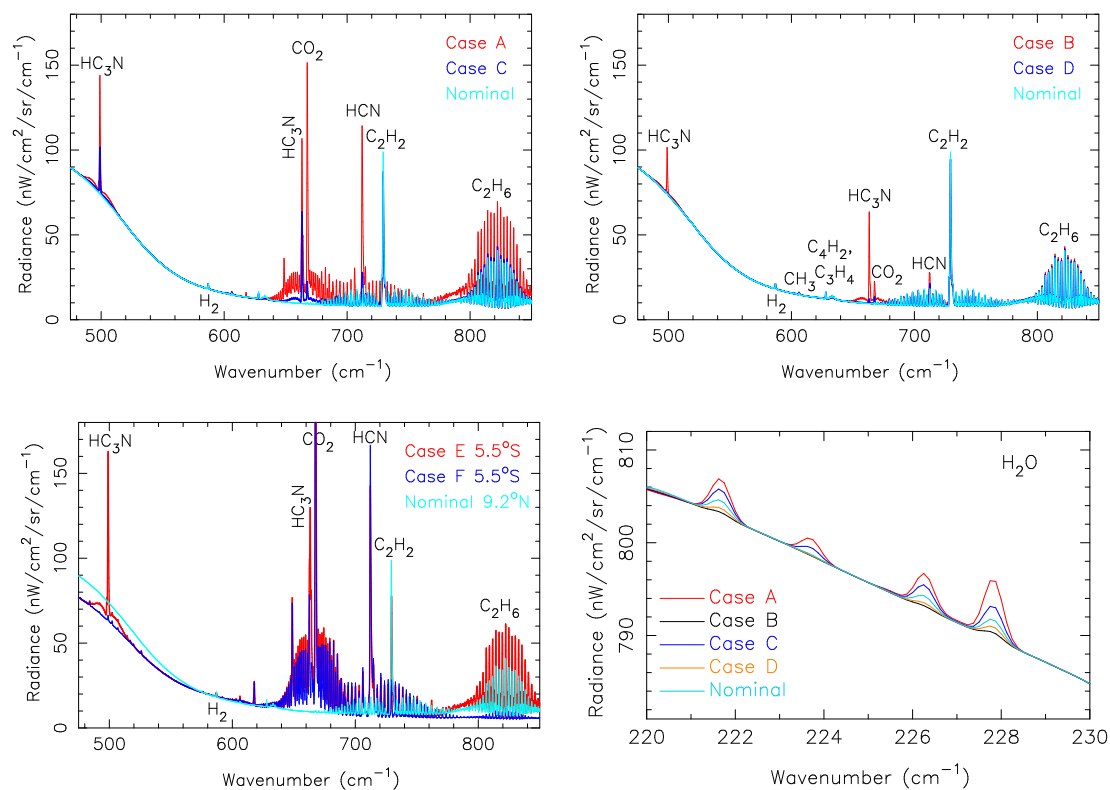 Radiance (nW/cm²/sr/cm⁻¹)
150
100
50
0
HC₃N
CO₂
HC₃N
HCN
C₂H₂
C₂H₆
H₂
Case A
Case C
Nominal
500 600 700 800
Wavenumber (cm⁻¹)
Radiance (nW/cm²/sr/cm⁻¹)
150
100
50
0
HC₃N
C₂H₂
HC₃N
C₄H₂,
CH₃C₃H₄
CO₂
HCN
C₂H₆
H₂
Case B
Case D
Nominal
500 600 700 800
Wavenumber (cm⁻¹)
Radiance (nW/cm²/sr/cm⁻¹)
150
100
50
0
HC₃N
CO₂
HCN
HC₃N
C₂H₂
C₂H₆
H₂
Case E 5.5°S
Case F 5.5°S
Nominal 9.2°N
500 600 700 800
Wavenumber (cm⁻¹)
Radiance (nW/cm²/sr/cm⁻¹)
810
800
790
H₂O
Case A
Case B
Case C
Case D
Nominal
220 222 224 226 228 230
Wavenumber (cm⁻¹)